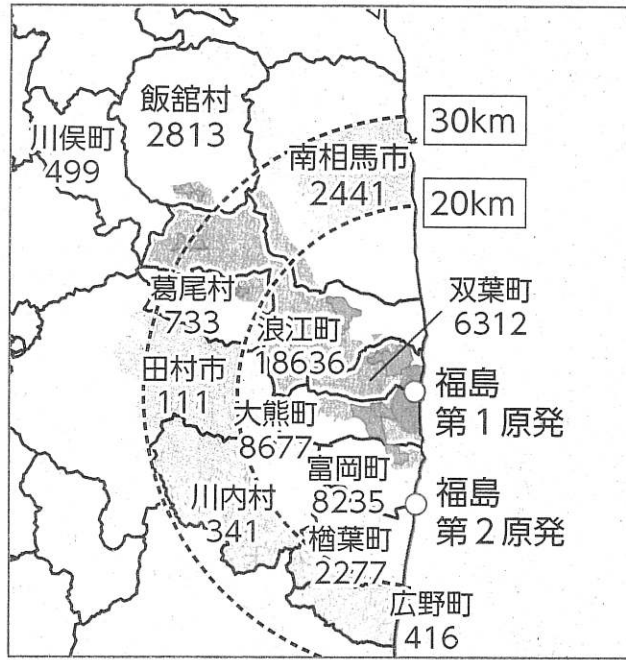 飯舘村
2813
川俣町
499
30km
南相馬市
2441
20km
葛尾村
733
双葉町
6312
浪江町
18636
田村市
111
福島
第1原発
大熊町
8677
富岡町
8235
川内村
341
福島
第2原発
楢葉町
2277
広野町
416